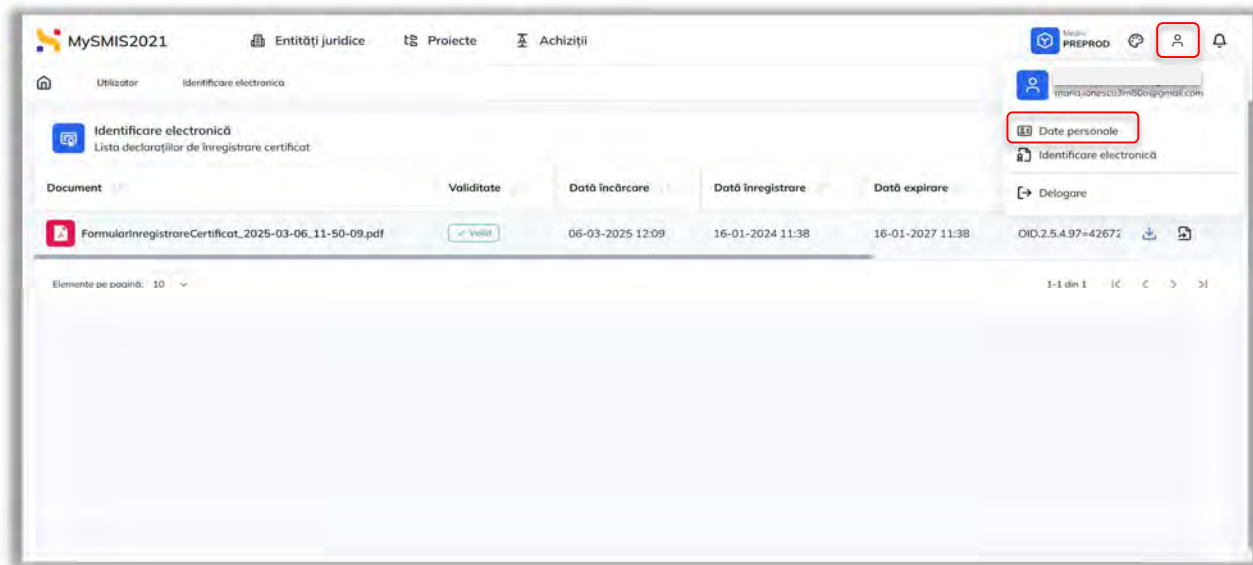 MySMIS2021
Entități juridice
Proiecte
Achiziții
Mediu
PREPROD
Utilizator
Identificare electronica
Identificare electronică
Lista declarațiilor de înregistrare certificat
Date personale
Identificare electronică
Delogare
Document
Validitate
Dată încărcare
Dată înregistrare
Dată expirare
FormularInregistrareCertificat_2025-03-06_11-50-09.pdf
Valid
06-03-2025 12:09
16-01-2024 11:38
16-01-2027 11:38
OID.2.5.4.97=42672
Elemente pe pagină: 10
1-1 din 1